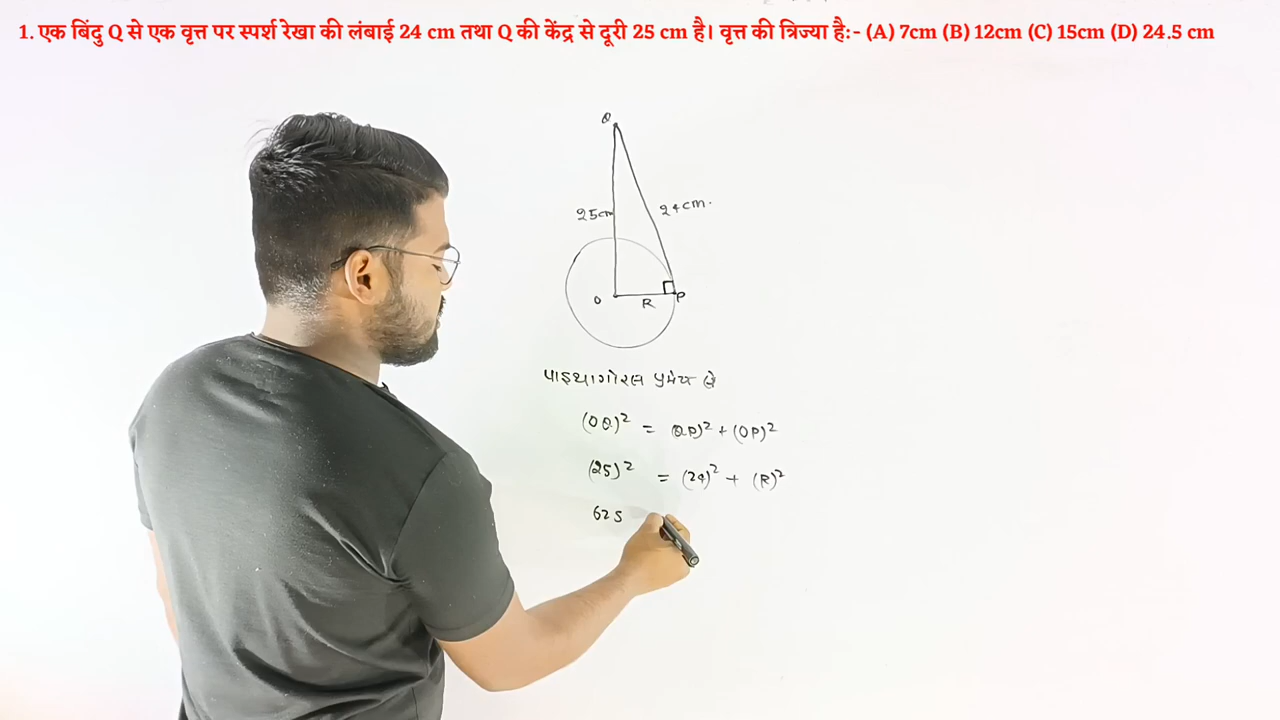 1. एक बिंदु Q से एक वृत्त पर स्पर्श रेखा की लंबाई 24 cm तथा Q की केंद्र से दूरी 25 cm है। वृत्त की त्रिज्या है:- (A) 7cm (B) 12cm (C) 15cm (D) 24.5 cm
Q
25cm
24cm.
O
R
P
पाइथागोरस प्रमेय से
(OQ)² = QP)² + (OP)²
(25)² = (24)² + (R)²
625